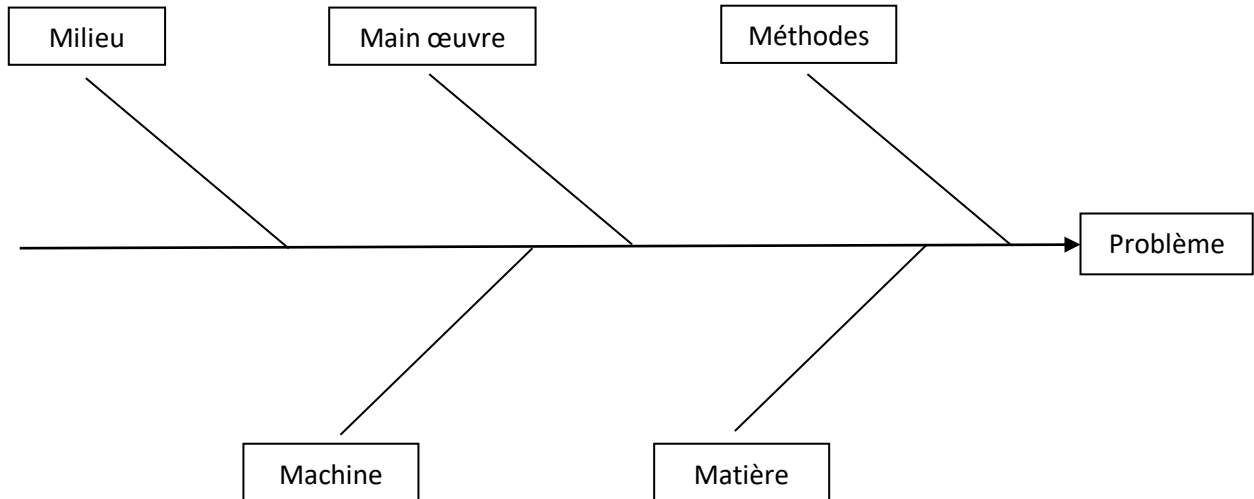 Milieu
Main œuvre
Méthodes
Problème
Machine
Matière